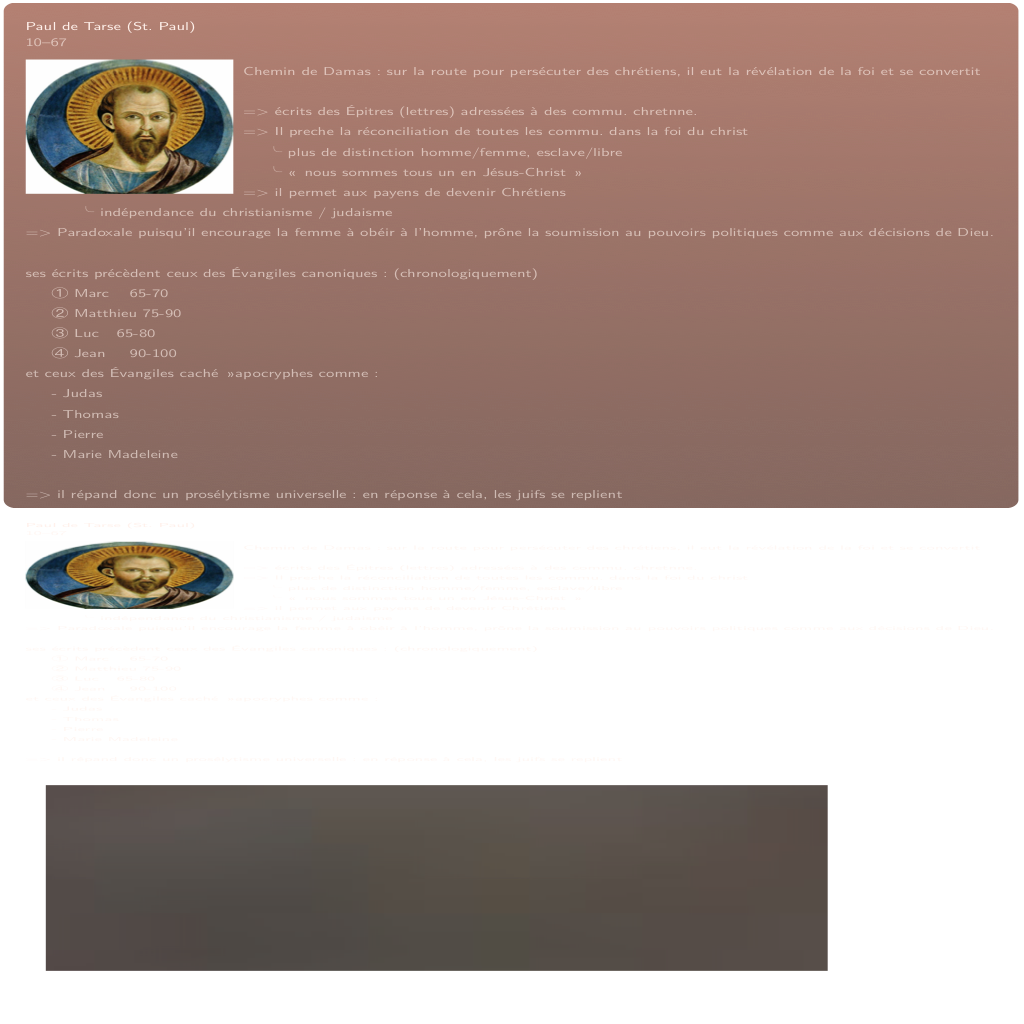 Paul de Tarse (St. Paul)
10–67
Chemin de Damas : sur la route pour persécuter des chrétiens, il eut la révélation de la foi et se convertit
=> écrits des Épitres (lettres) adressées à des commu. chretnne.
=> Il preche la réconciliation de toutes les commu. dans la foi du christ
╰ plus de distinction homme/femme, esclave/libre
╰ « nous sommes tous un en Jésus-Christ »
=> il permet aux payens de devenir Chrétiens
╰ indépendance du christianisme / judaisme
=> Paradoxale puisqu'il encourage la femme à obéir à l'homme, prône la soumission au pouvoirs politiques comme aux décisions de Dieu.
ses écrits précèdent ceux des Évangiles canoniques : (chronologiquement)
① Marc 65-70
② Matthieu 75-90
③ Luc 65-80
④ Jean 90-100
et ceux des Évangiles caché »apocryphes comme :
- Judas
- Thomas
- Pierre
- Marie Madeleine
=> il répand donc un prosélytisme universelle : en réponse à cela, les juifs se replient